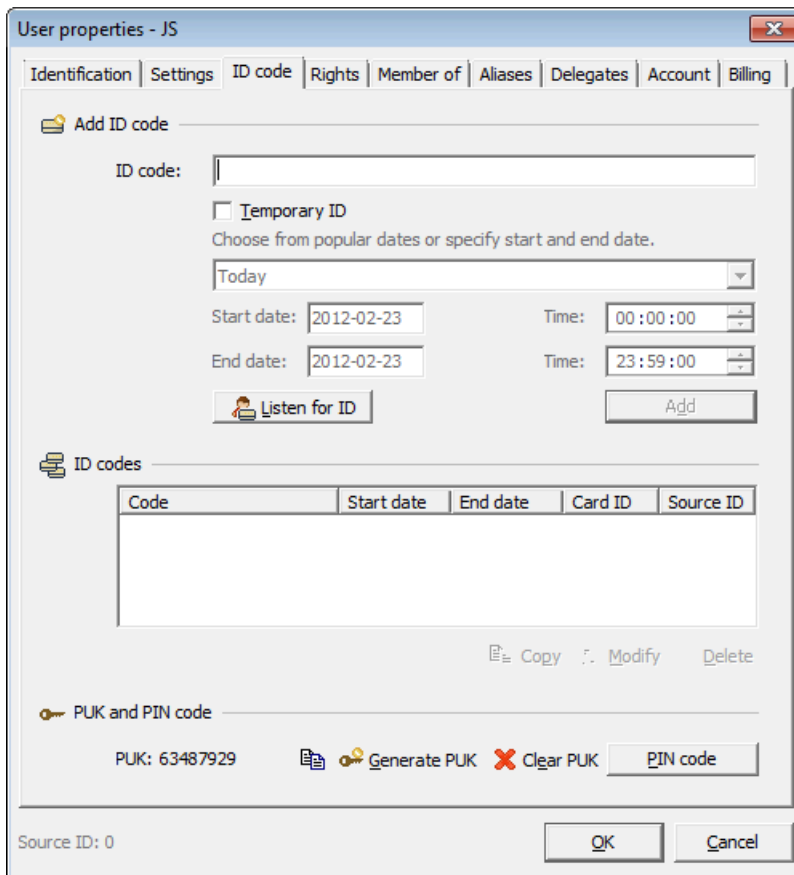 User properties - JS
Identification Settings ID code Rights Member of Aliases Delegates Account Billing
Add ID code
ID code:
Temporary ID
Choose from popular dates or specify start and end date.
Today
Start date: 2012-02-23 Time: 00:00:00
End date: 2012-02-23 Time: 23:59:00
Listen for ID Add
ID codes
Code Start date End date Card ID Source ID
Copy Modify Delete
PUK and PIN code
PUK: 63487929 Generate PUK Clear PUK PIN code
Source ID: 0 OK Cancel